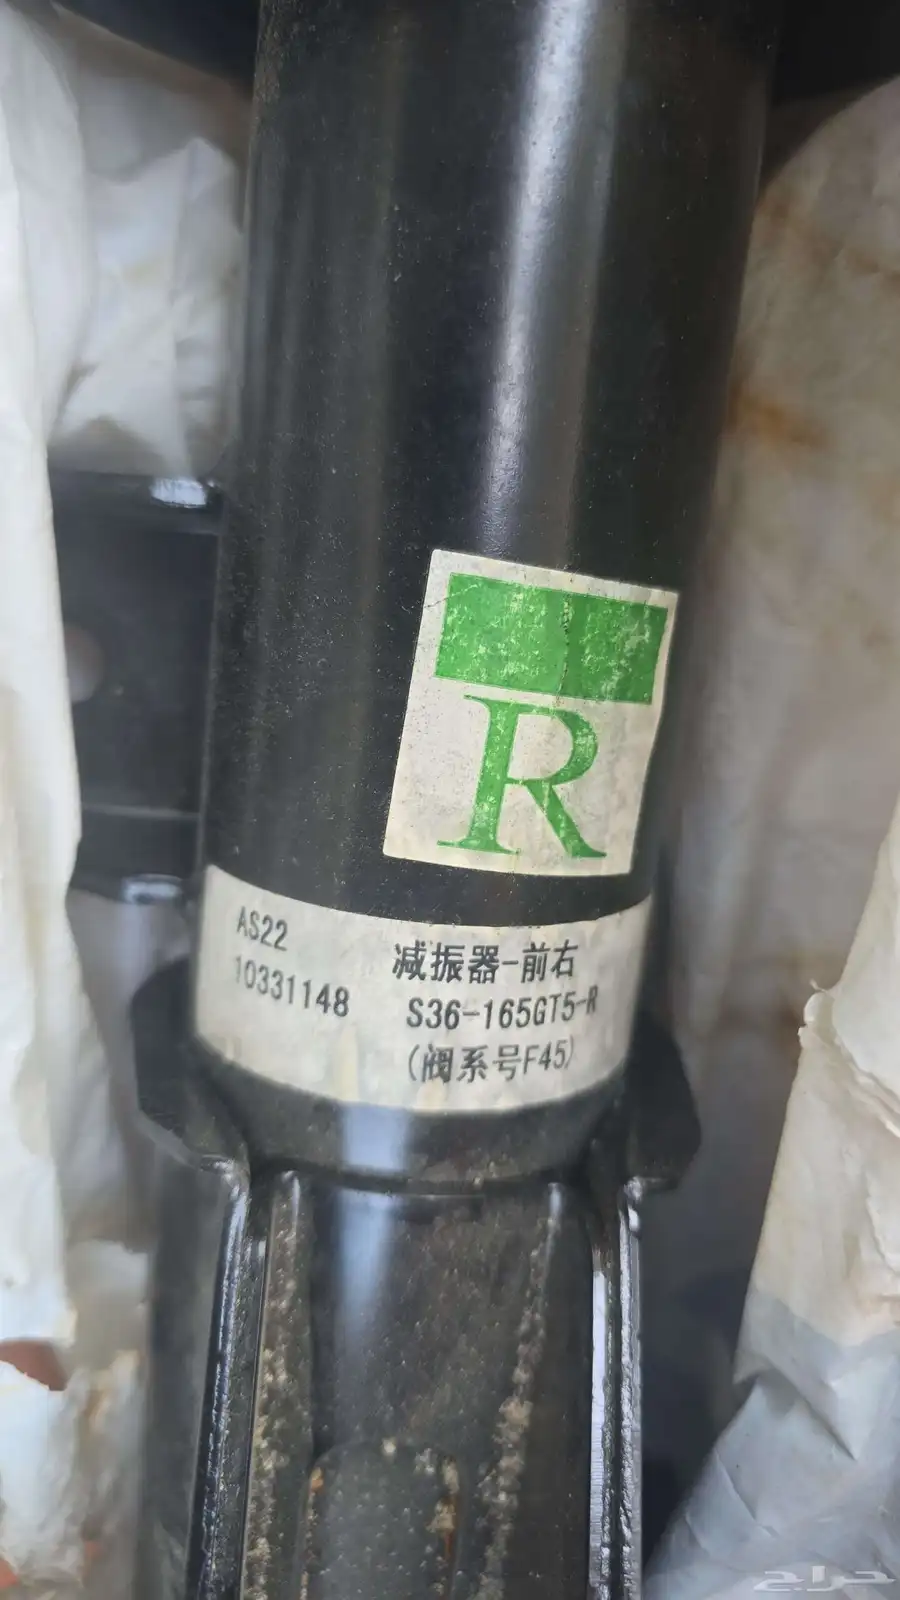 R
AS22
10331148
减振器-前右
S36-165GT5-R
(阀系号F45)
حراج